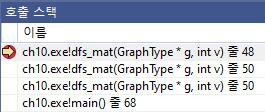 호출 스택
이름
ch10.exe!dfs_mat(GraphType * g, int v) 줄 48
ch10.exe!dfs_mat(GraphType * g, int v) 줄 50
ch10.exe!dfs_mat(GraphType * g, int v) 줄 50
ch10.exe!main() 줄 68